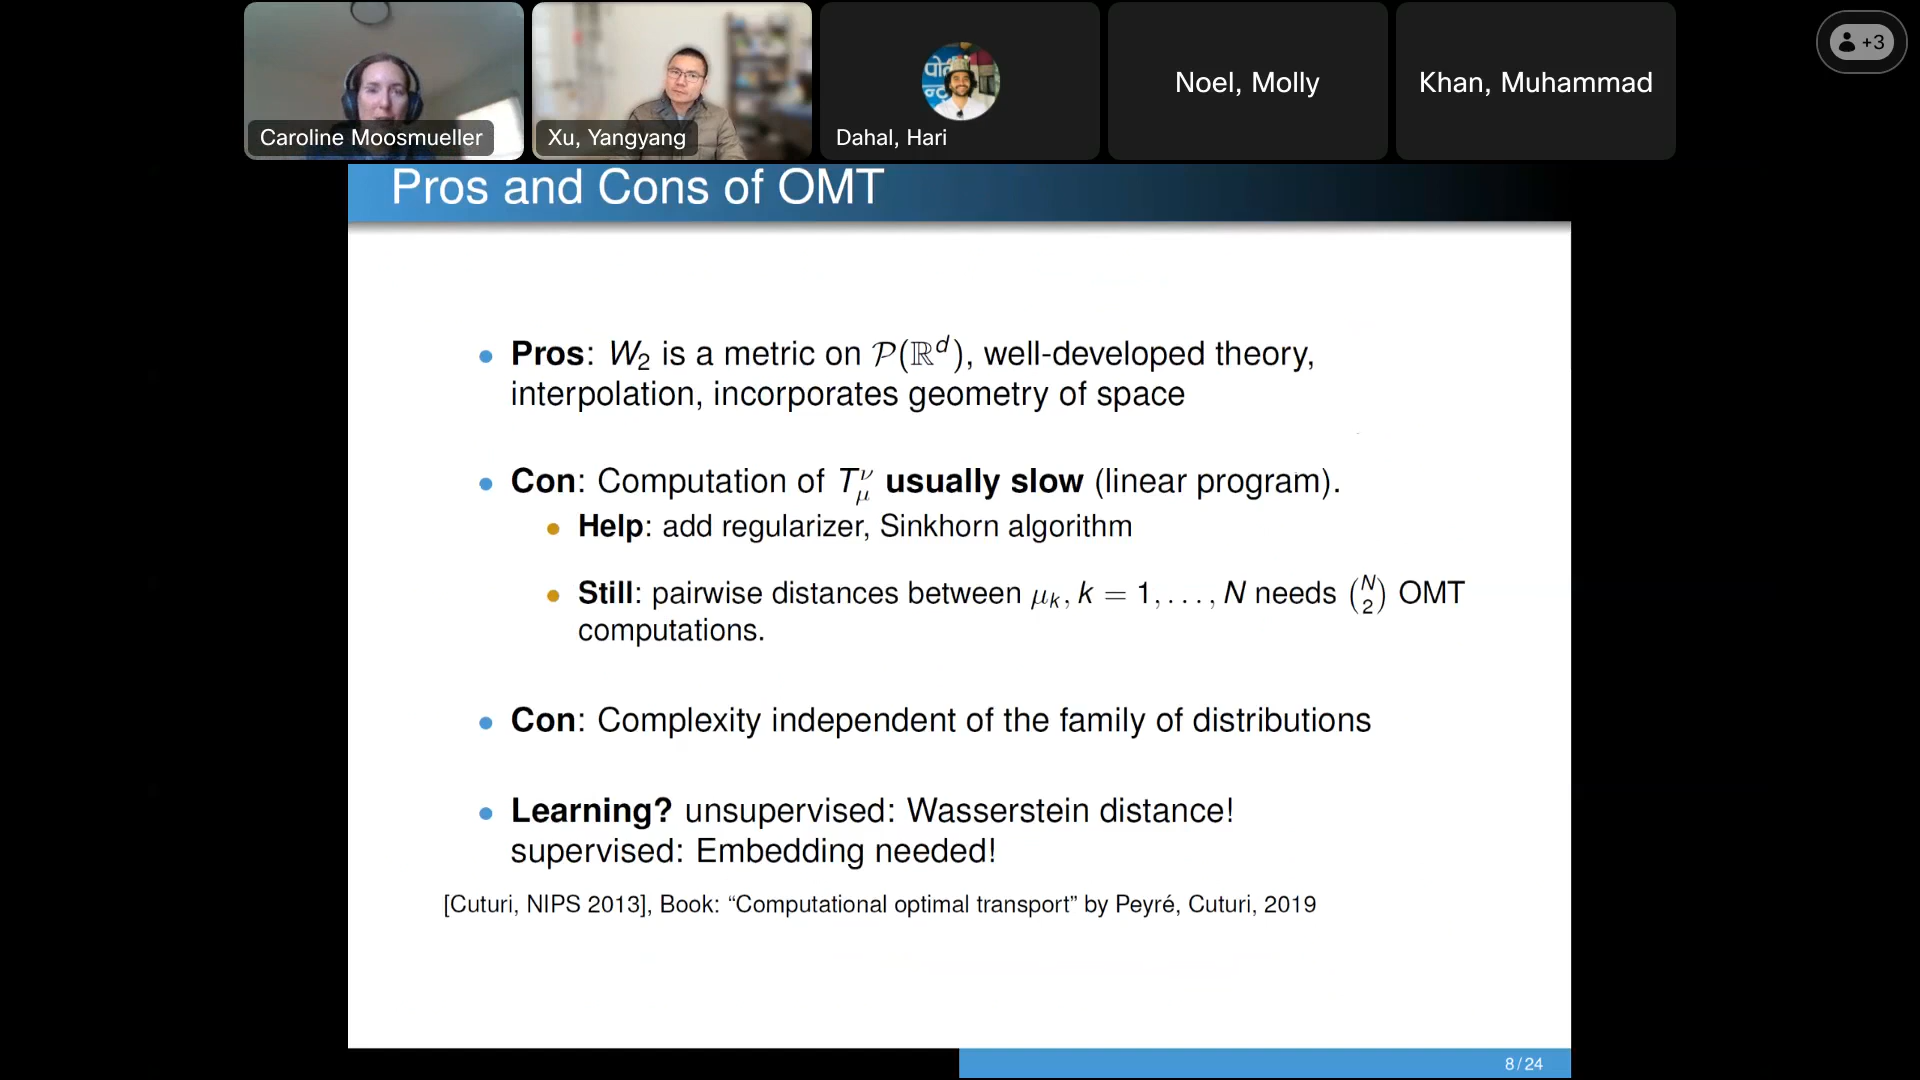 Caroline Moosmueller
Xu, Yangyang
पो
न्ट
Dahal, Hari
Noel, Molly
Khan, Muhammad
+3
Pros and Cons of OMT
• Pros: W₂ is a metric on 𝒫(ℝᵈ), well-developed theory,
interpolation, incorporates geometry of space
• Con: Computation of T_μ^ν usually slow (linear program).
• Help: add regularizer, Sinkhorn algorithm
• Still: pairwise distances between μₖ, k = 1, . . . , N needs (N 2) OMT
computations.
• Con: Complexity independent of the family of distributions
• Learning? unsupervised: Wasserstein distance!
supervised: Embedding needed!
[Cuturi, NIPS 2013], Book: “Computational optimal transport” by Peyré, Cuturi, 2019
8/24